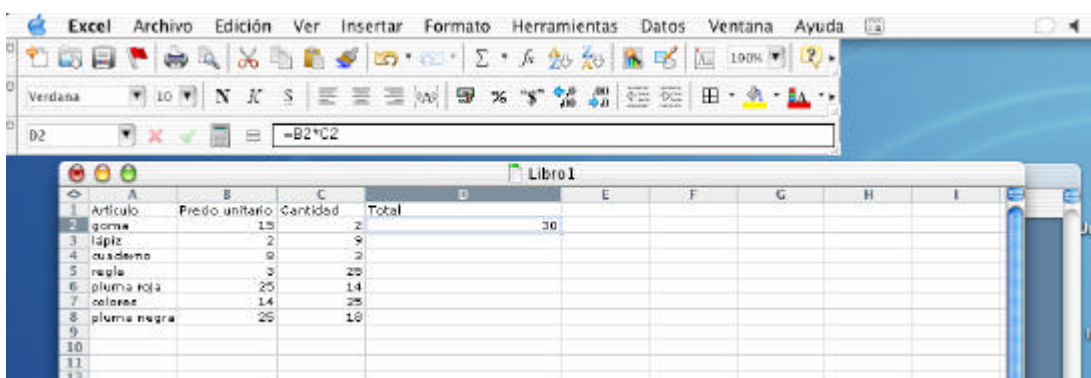 Excel Archivo Edición Ver Insertar Formato Herramientas Datos Ventana Ayuda
100%
Verdana 10 N K S % "$"
D2 =B2*C2
Libro1
A B C D E F G H I
1 Artículo Precio unitario Cantidad Total
2 goma 15 2 30
3 lápiz 2 9
4 cuaderno 8
5 regla 3 25
6 pluma roja 25 14
7 colores 14 25
8 pluma negra 25 18
9
10
11
12